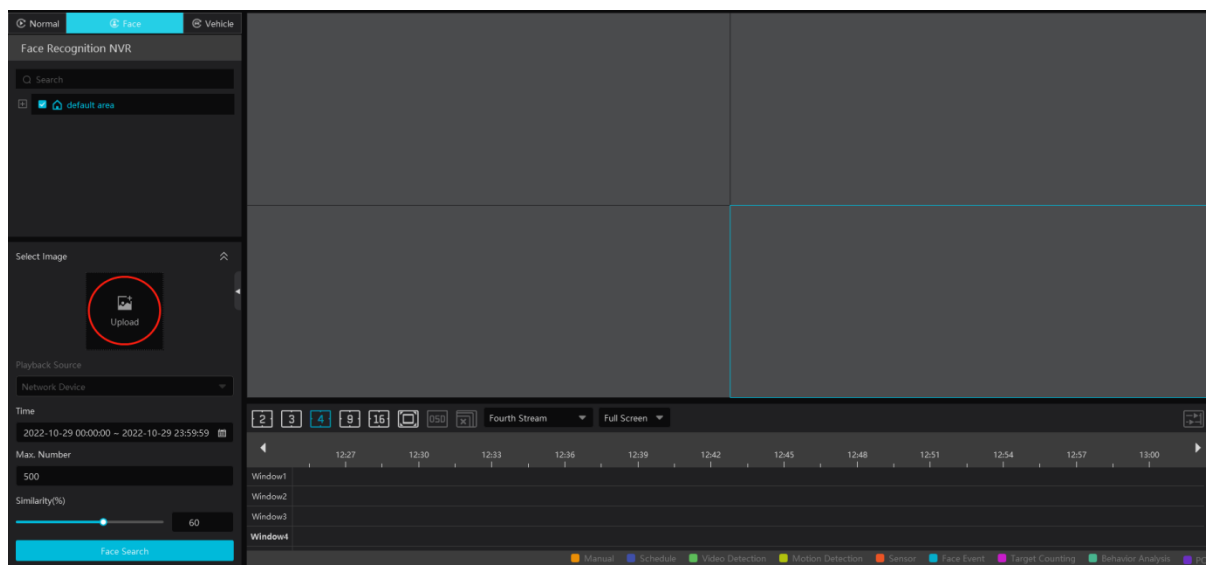 Normal Face Vehicle
Face Recognition NVR
Search
default area
Select Image
Upload
Playback Source
Network Device
Time
2022-10-29 00:00:00 ~ 2022-10-29 23:59:59
Max. Number
500
Similarity(%)
60
Face Search
2 3 4 9 16 OSD Fourth Stream Full Screen
12:27 12:30 12:33 12:36 12:39 12:42 12:45 12:48 12:51 12:54 12:57 13:00
Window1
Window2
Window3
Window4
Manual Schedule Video Detection Motion Detection Sensor Face Event Target Counting Behavior Analysis